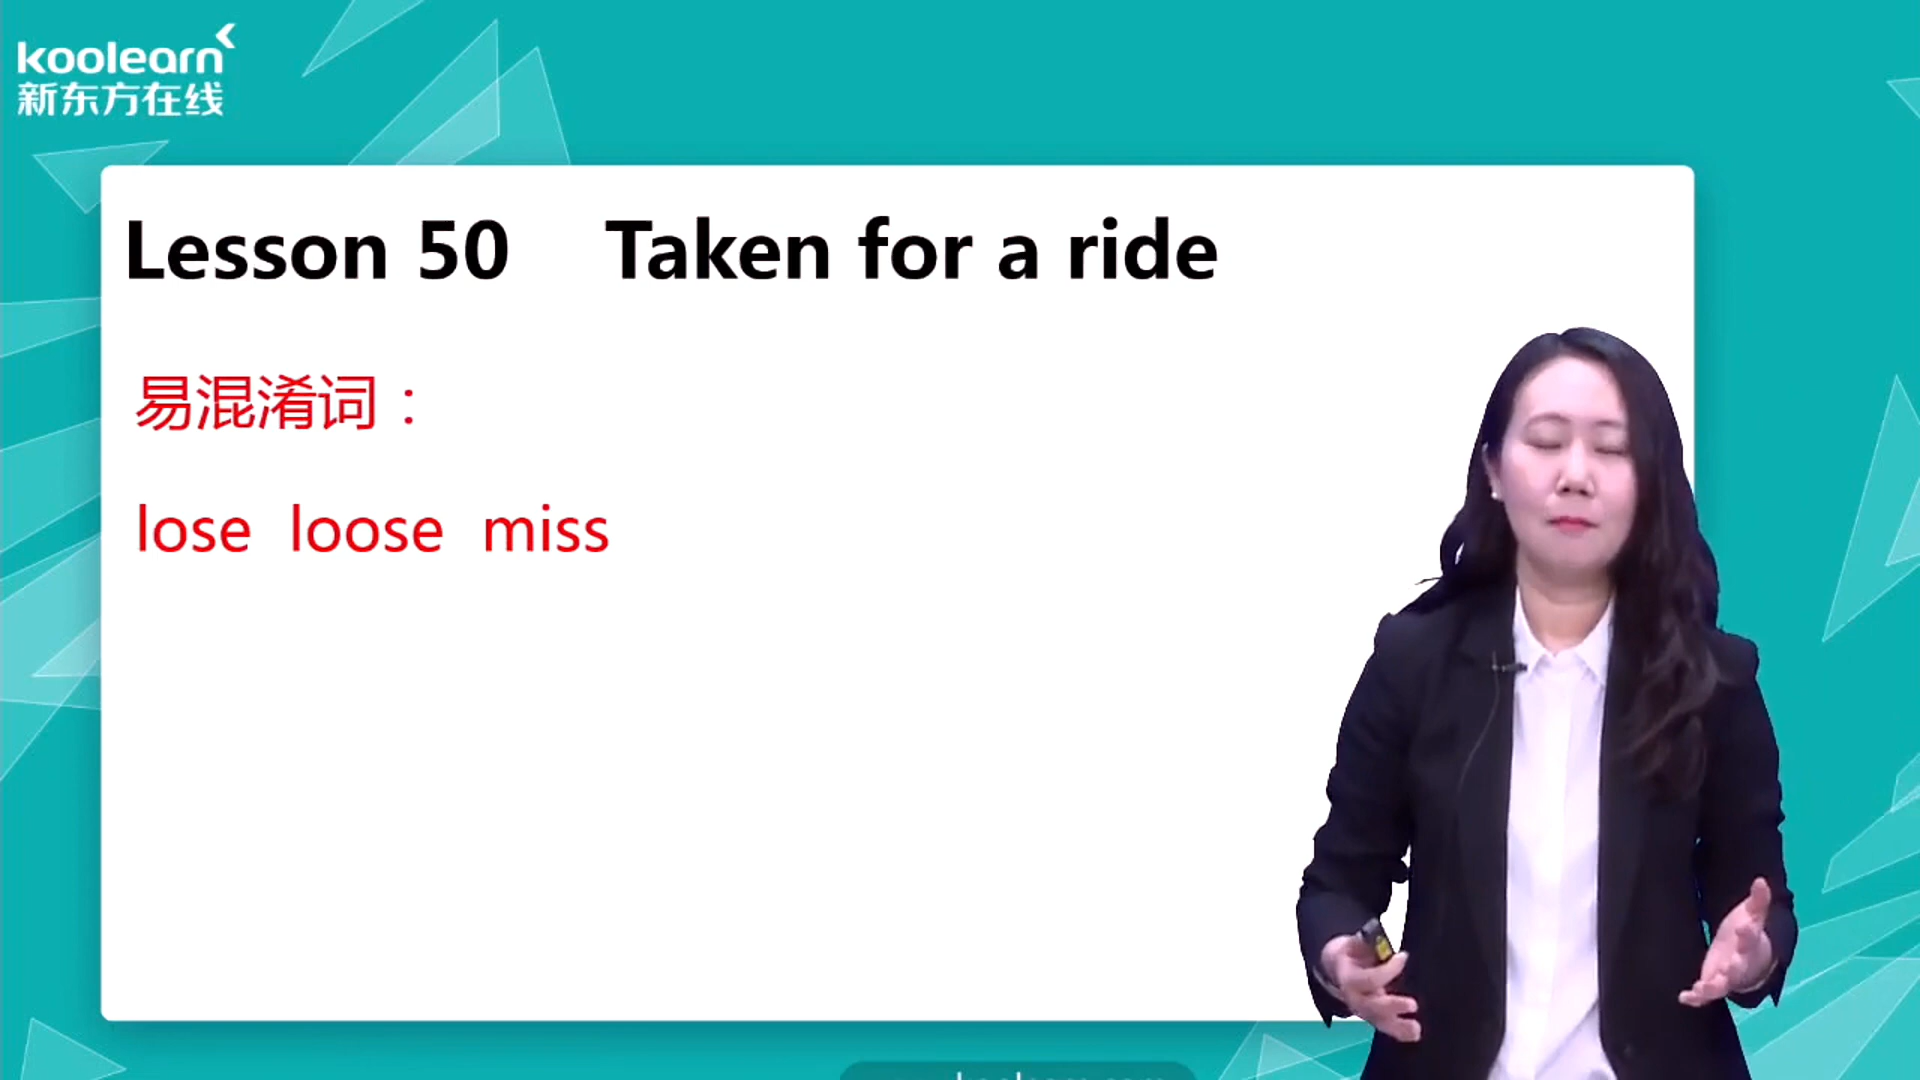 koolearn
新东方在线
Lesson 50 Taken for a ride
易混淆词：
lose loose miss